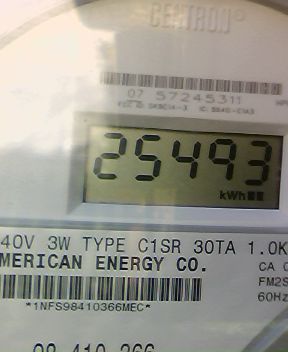 CENTRON®
07 57245311
25493
kWh
40V 3W TYPE C1SR 30TA 1.0K
MERICAN ENERGY CO.
CA 0
FM2S
60Hz
*1NFS98410366MEC*